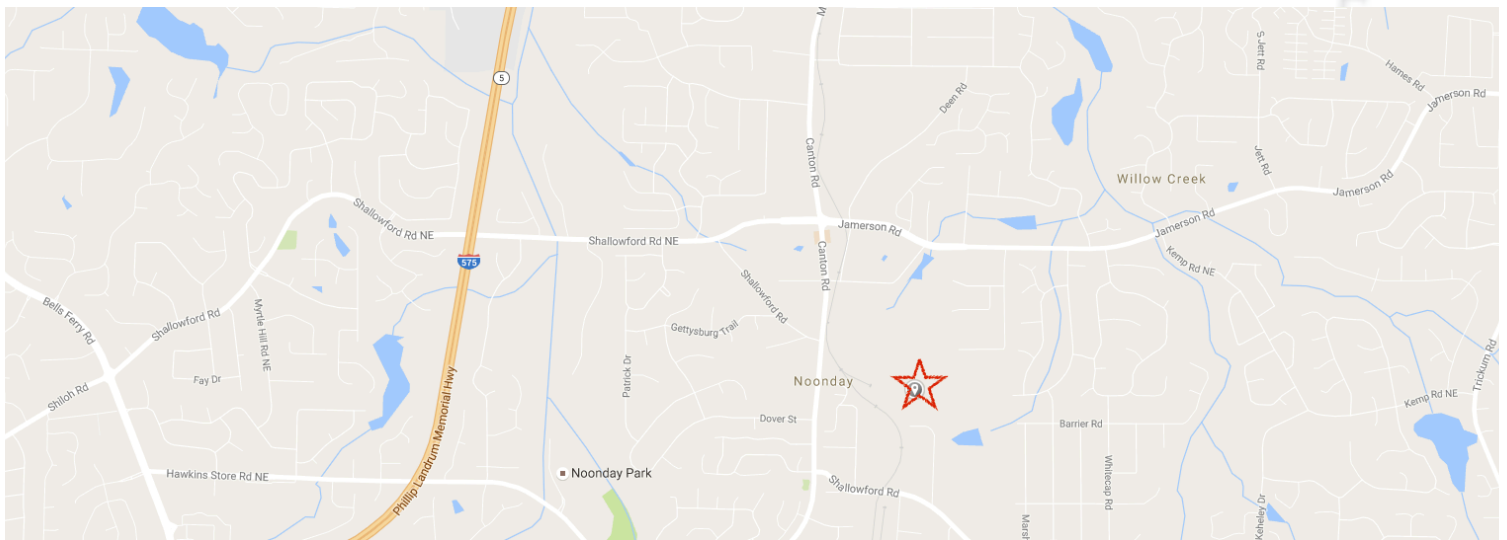 M
S Jett Rd
Hames Rd
5
Jamerson Rd
Deen Rd
Canton Rd
Jett Rd
Willow Creek
Jamerson Rd
Shallowford Rd NE
Shallowford Rd NE
Jamerson Rd
Jamerson Rd
575
Canton Rd
Kemp Rd NE
Shallowford Rd
Bells Ferry Rd
Shallowford Rd
Myrtle Hill Rd NE
Gettysburg Trail
Patrick Dr
Fay Dr
Noonday
Trickum Rd
Shiloh Rd
Kemp Rd NE
Dover St
Barrier Rd
Phillip Landrum Memorial Hwy
Hawkins Store Rd NE
Noonday Park
Shallowford Rd
Whitecap Rd
Keheley Dr
Marsh